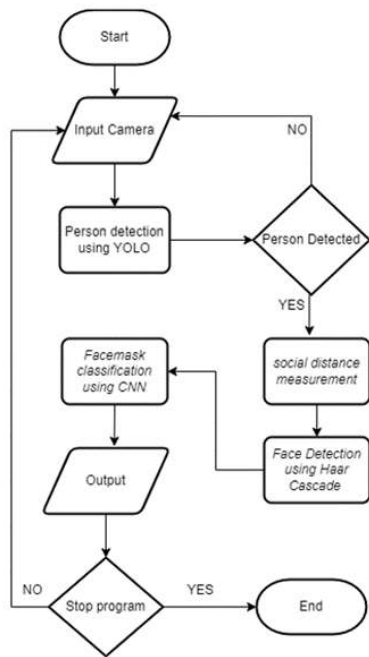 Start
Input Camera
NO
Person detection
using YOLO
Person Detected
YES
social distance
measurement
Facemask
classification
using CNN
Face Detection
using Haar
Cascade
Output
NO
Stop program
YES
End